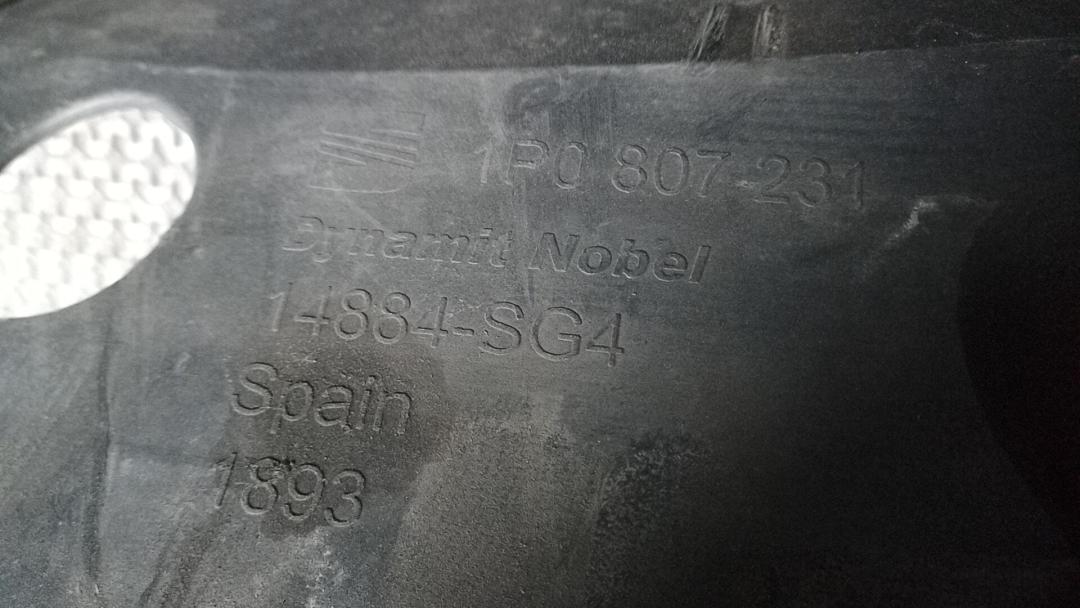 1P0 807 231
Dynamit Nobel
14884-SG4
Spain
1893